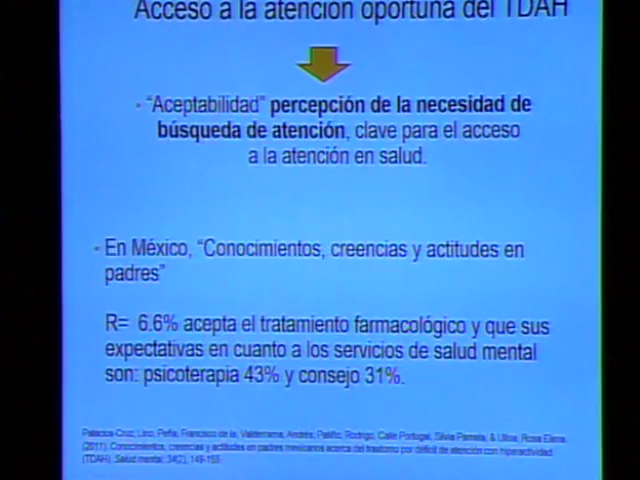 Acceso a la atención oportuna del TDAH
- “Aceptabilidad” percepción de la necesidad de
búsqueda de atención, clave para el acceso
a la atención en salud.
- En México, “Conocimientos, creencias y actitudes en
padres”
R= 6.6% acepta el tratamiento farmacológico y que sus
expectativas en cuanto a los servicios de salud mental
son: psicoterapia 43% y consejo 31%.
Palacios-Cruz, Lino, Peña, Francisco de la, Valderrama, Andrés, Patiño, Rodrigo, Calle Portugal, Silvia Pamela, & Ulloa, Rosa Elena.
(2011). Conocimientos, creencias y actitudes en padres mexicanos acerca del trastorno por déficit de atención con hiperactividad
(TDAH). Salud mental, 34(2), 149-155.